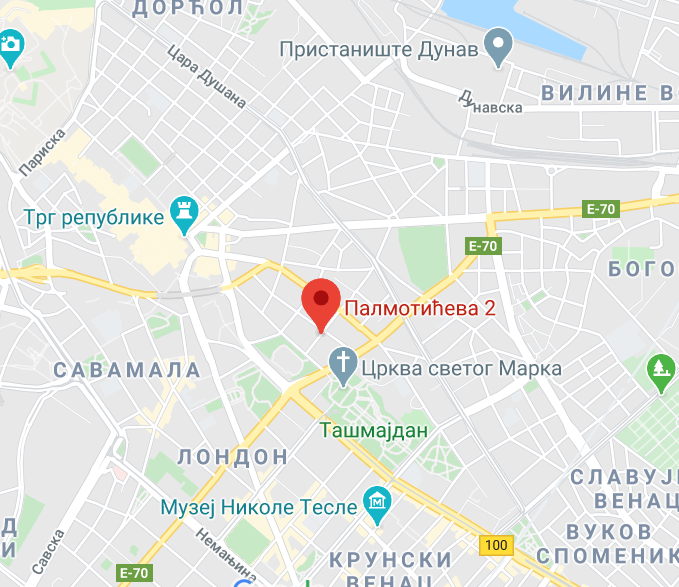 ДОРЋОЛ
Пристаниште Дунав
Цара Душана
Дунавска
ВИЛИНЕ В
Париска
Трг републике
E-70
E-70
БОГО
Палмотићева 2
E-70
САВАМАЛА
Црква светог Марка
Ташмајдан
ЛОНДОН
СЛАВУЈ
ВЕНАЦ
Музеј Николе Тесле
Д
И
Савска
Немањина
100
ВУКОВ
СПОМЕНИК
КРУНСКИ
ВЕНАЦ
E-70